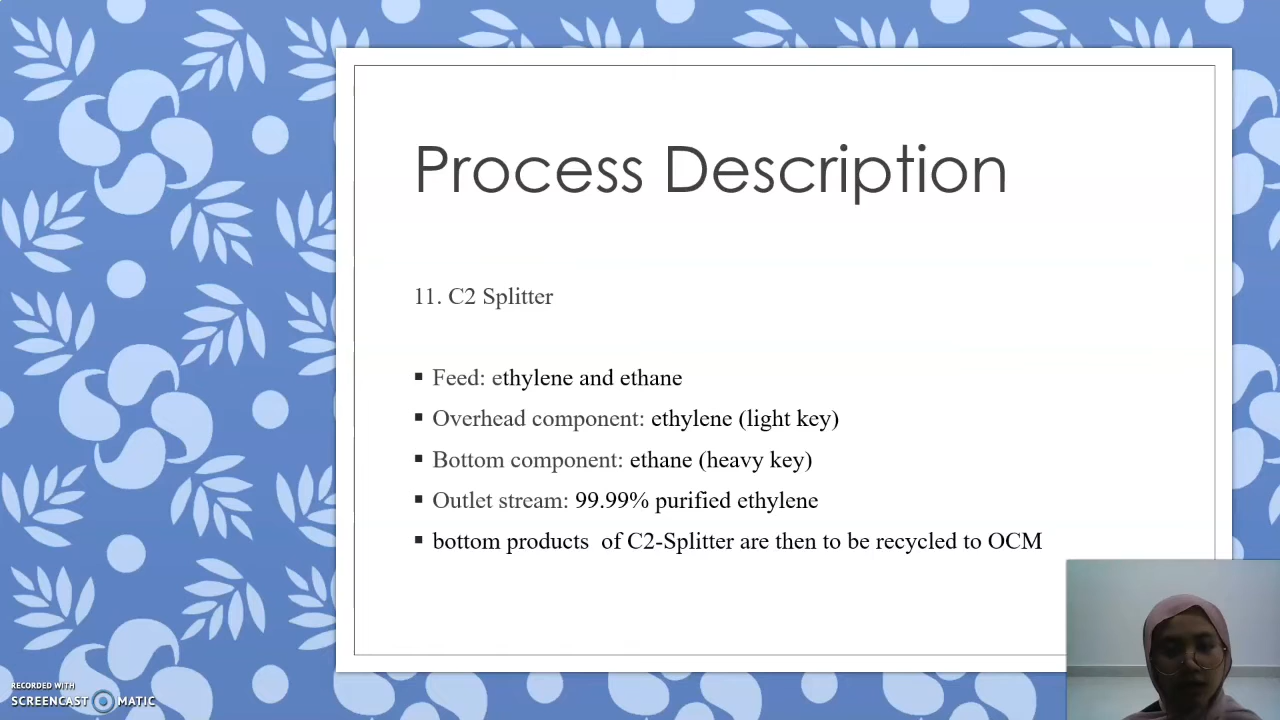 Process Description
11. C2 Splitter
▪ Feed: ethylene and ethane
▪ Overhead component: ethylene (light key)
▪ Bottom component: ethane (heavy key)
▪ Outlet stream: 99.99% purified ethylene
▪ bottom products  of C2-Splitter are then to be recycled to OCM
RECORDED WITH
SCREENCAST MATIC